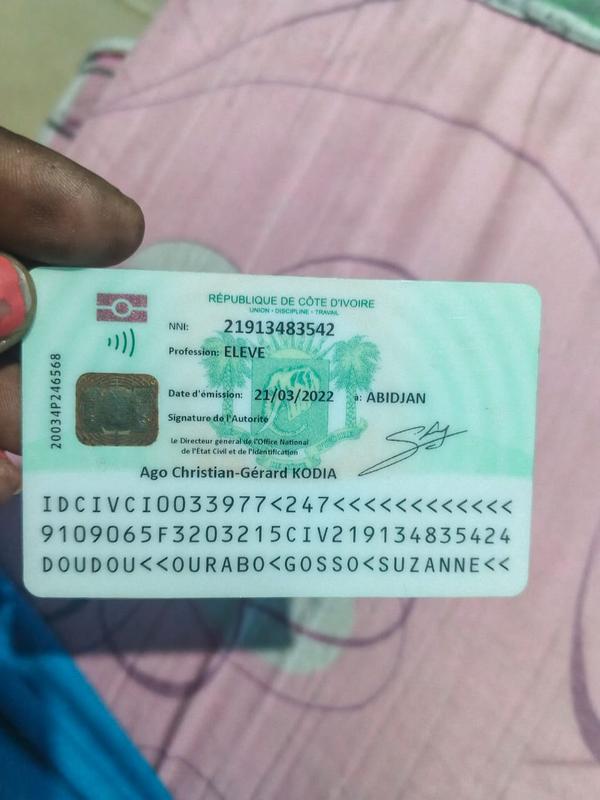 RÉPUBLIQUE DE CÔTE D'IVOIRE
UNION - DISCIPLINE - TRAVAIL
NNI: 21913483542
Profession: ELEVE
Date d'émission: 21/03/2022 à: ABIDJAN
Signature de l'Autorité
Le Directeur général de l'Office National
de l'État Civil et de l'Identification
Ago Christian-Gérard KODIA
20034P246568
IDCIVCI0033977<247<<<<<<<<<<<<
9109065F3203215CIV219134835424
DOUDOU<<OURABO<GOSSO<SUZANNE<<